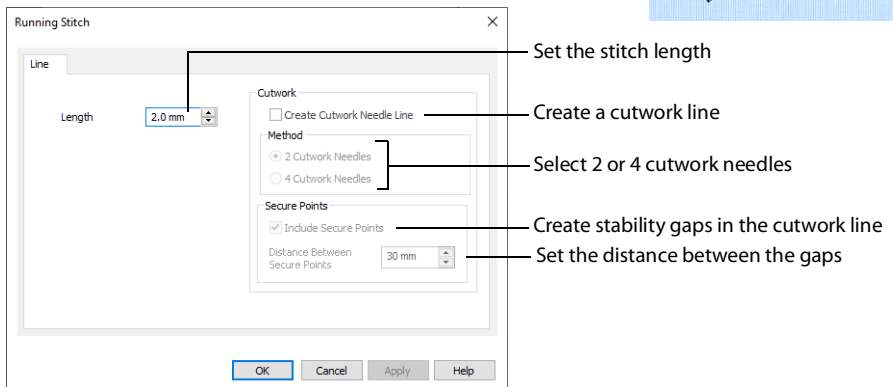 Running Stitch
Line
Set the stitch length
Cutwork
Length 2.0 mm
Create Cutwork Needle Line
Create a cutwork line
Method
2 Cutwork Needles
Select 2 or 4 cutwork needles
4 Cutwork Needles
Secure Points
Include Secure Points
Create stability gaps in the cutwork line
Distance Between
Secure Points
30 mm
Set the distance between the gaps
OK Cancel Apply Help